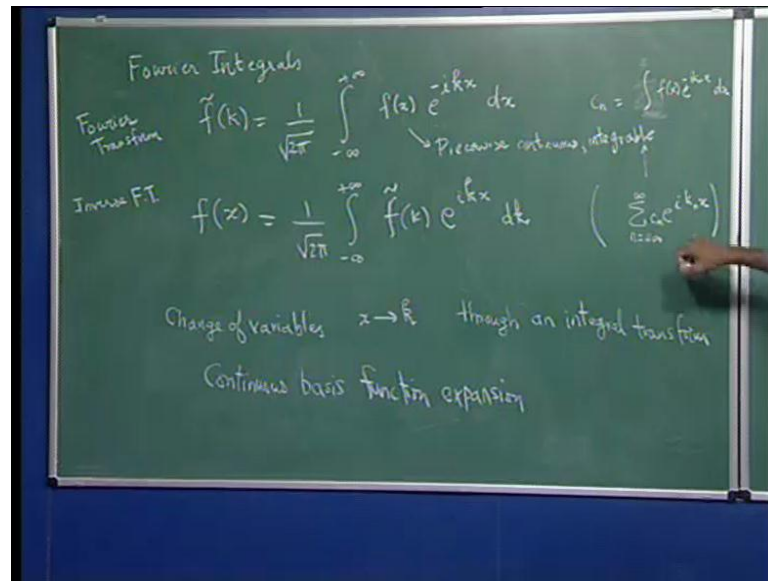 Fourier Integrals
Fourier Transform f̃(k) = 1/√2π ∫_{-∞}^{+∞} f(x) e^{-ikx} dx
c_n = ∫ f(x) e^{-ik_n x} dx
↘ Piecewise continuous, integrable
Inverse F.T. f(x) = 1/√2π ∫_{-∞}^{+∞} f̃(k) e^{ikx} dk
( Σ_{n=-∞}^{∞} c_n e^{ik_n x} )
Change of variables x → k through an integral transform
Continuous basis function expansion